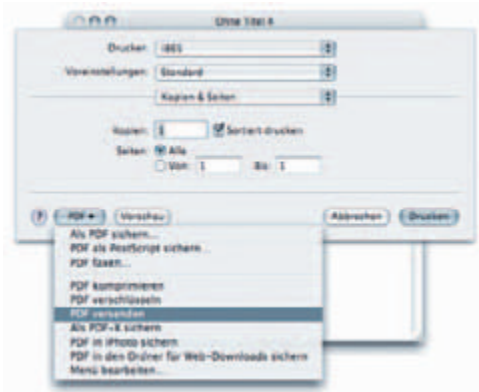 Ohne Titel 4
Drucker: i865
Voreinstellungen: Standard
Kopien & Seiten
Kopien: 1 Sortiert drucken
Seiten: Alle
Von: 1 Bis: 1
? PDF Vorschau Abbrechen Drucken
Als PDF sichern...
PDF als PostScript sichern...
PDF faxen...
PDF komprimieren
PDF verschlüsseln
PDF versenden
Als PDF-X sichern
PDF in iPhoto sichern
PDF in den Ordner für Web-Downloads sichern
Menü bearbeiten...